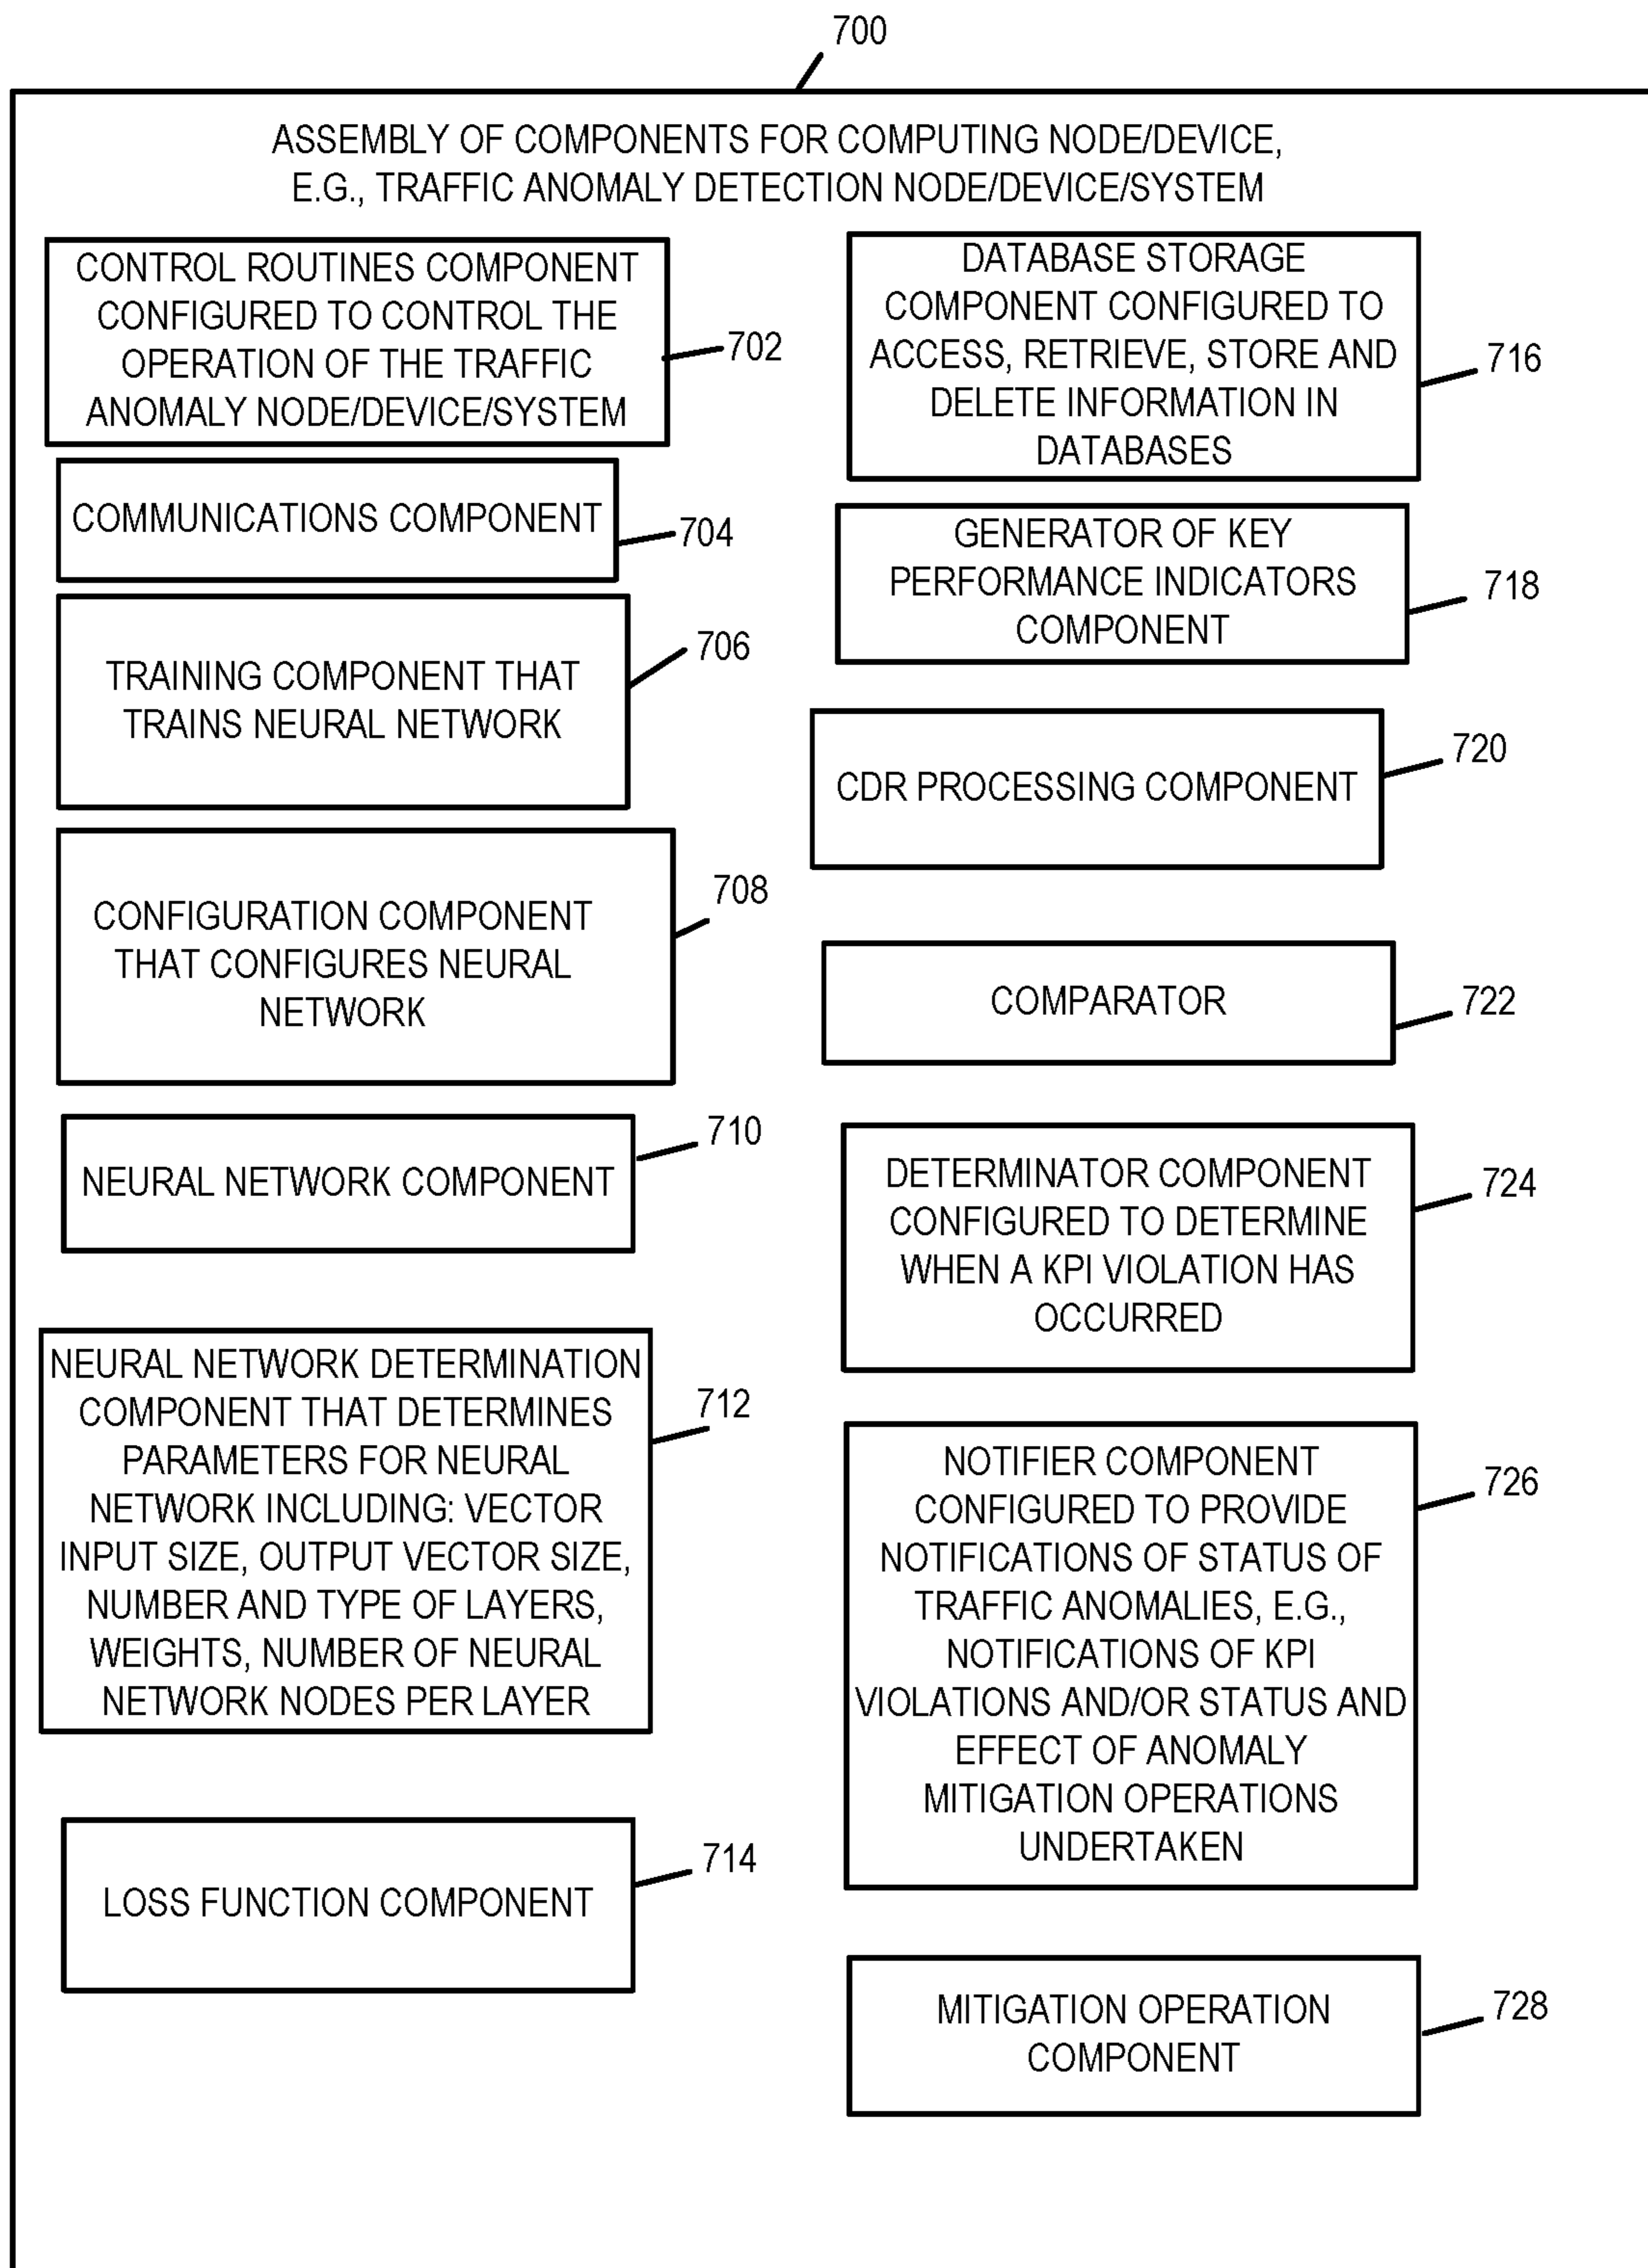 700
ASSEMBLY OF COMPONENTS FOR COMPUTING NODE/DEVICE,
E.G., TRAFFIC ANOMALY DETECTION NODE/DEVICE/SYSTEM
CONTROL ROUTINES COMPONENT
CONFIGURED TO CONTROL THE
OPERATION OF THE TRAFFIC
ANOMALY NODE/DEVICE/SYSTEM
702
COMMUNICATIONS COMPONENT
704
TRAINING COMPONENT THAT
TRAINS NEURAL NETWORK
706
CONFIGURATION COMPONENT
THAT CONFIGURES NEURAL
NETWORK
708
NEURAL NETWORK COMPONENT
710
NEURAL NETWORK DETERMINATION
COMPONENT THAT DETERMINES
PARAMETERS FOR NEURAL
NETWORK INCLUDING: VECTOR
INPUT SIZE, OUTPUT VECTOR SIZE,
NUMBER AND TYPE OF LAYERS,
WEIGHTS, NUMBER OF NEURAL
NETWORK NODES PER LAYER
712
LOSS FUNCTION COMPONENT
714
DATABASE STORAGE
COMPONENT CONFIGURED TO
ACCESS, RETRIEVE, STORE AND
DELETE INFORMATION IN
DATABASES
716
GENERATOR OF KEY
PERFORMANCE INDICATORS
COMPONENT
718
CDR PROCESSING COMPONENT
720
COMPARATOR
722
DETERMINATOR COMPONENT
CONFIGURED TO DETERMINE
WHEN A KPI VIOLATION HAS
OCCURRED
724
NOTIFIER COMPONENT
CONFIGURED TO PROVIDE
NOTIFICATIONS OF STATUS OF
TRAFFIC ANOMALIES, E.G.,
NOTIFICATIONS OF KPI
VIOLATIONS AND/OR STATUS AND
EFFECT OF ANOMALY
MITIGATION OPERATIONS
UNDERTAKEN
726
MITIGATION OPERATION
COMPONENT
728